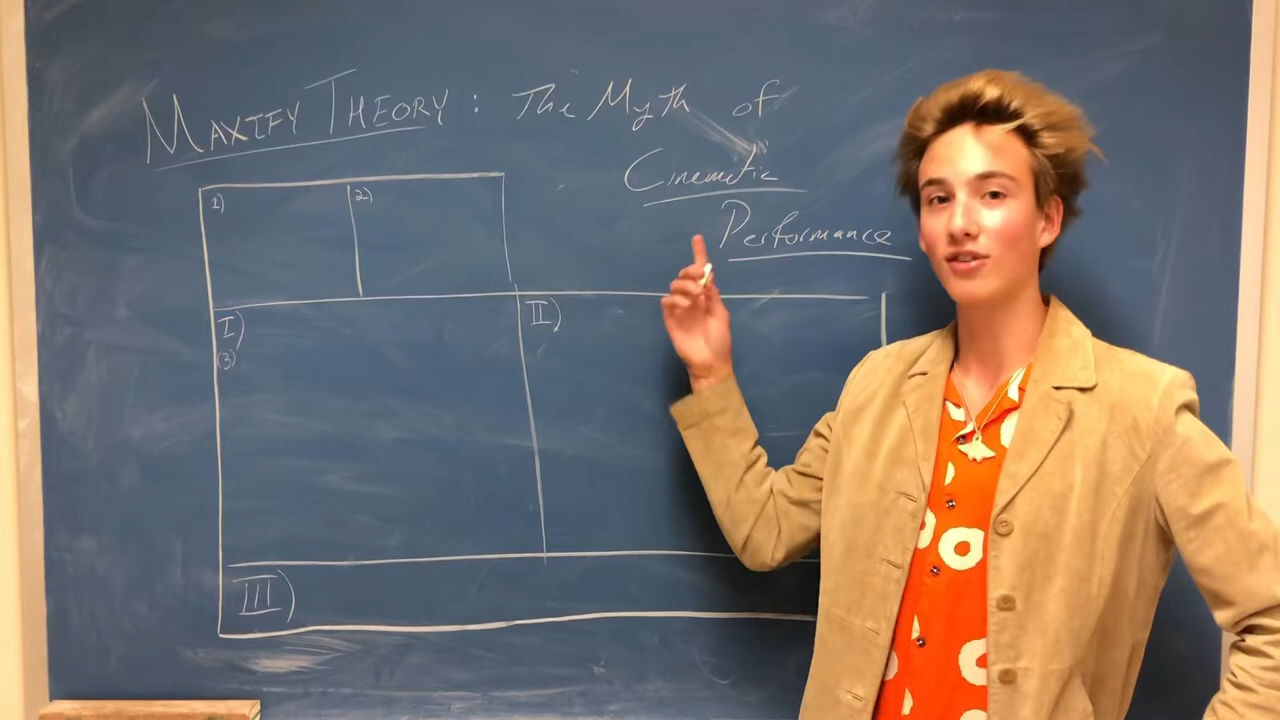 MAXIFY THEORY: The Myth of
Cinematic
Performance
1)
2)
I)
(3)
II)
III)